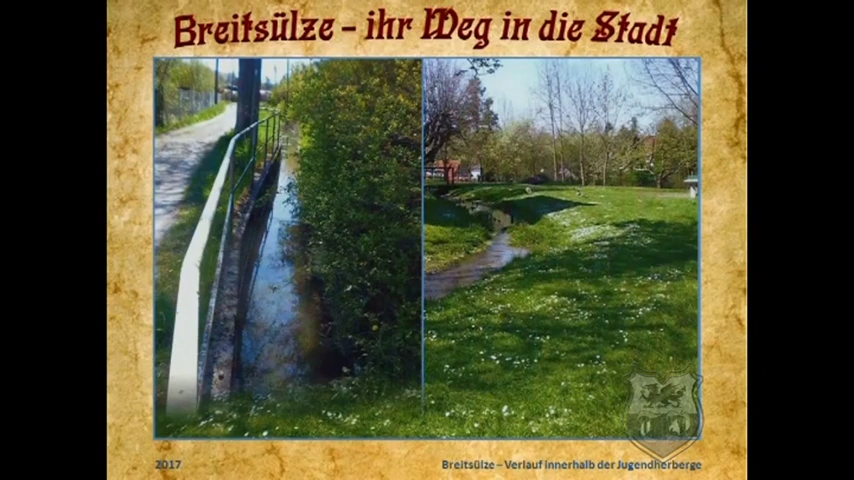 Breitsülze – ihr Weg in die Stadt
2017
Breitsülze – Verlauf innerhalb der Jugendherberge